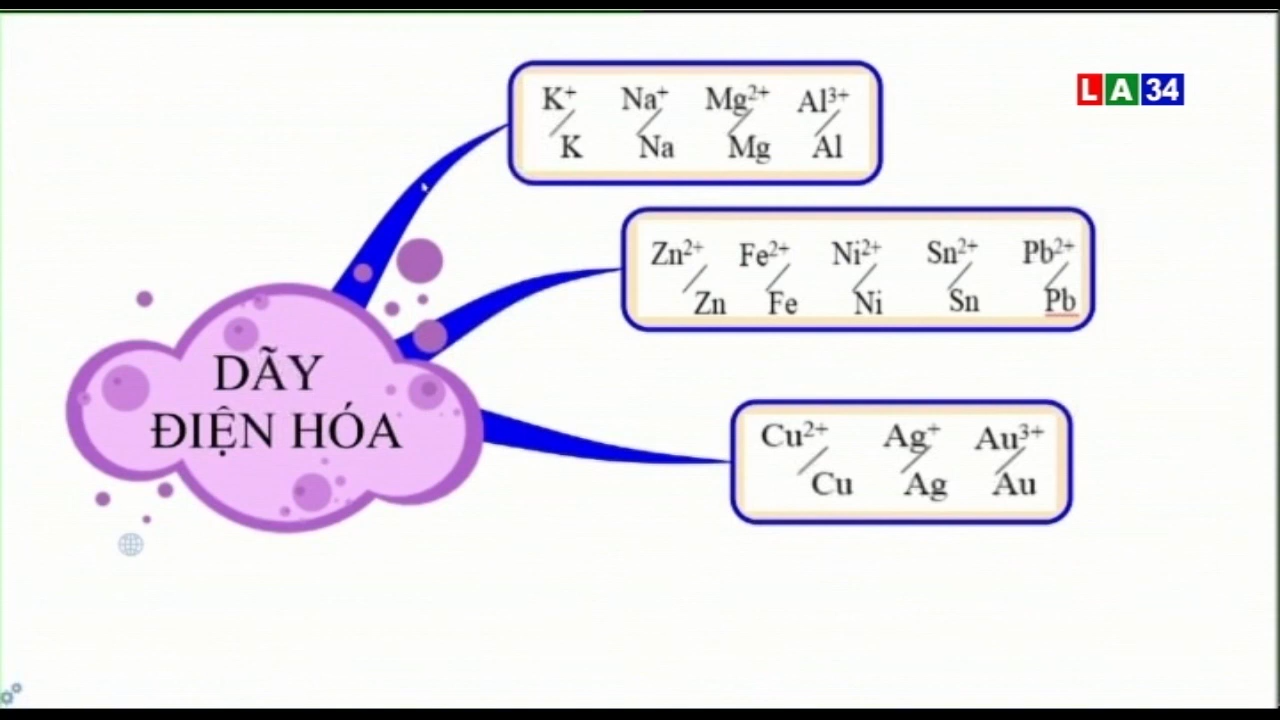 LA34
K⁺ Na⁺ Mg²⁺ Al³⁺
K Na Mg Al
Zn²⁺ Fe²⁺ Ni²⁺ Sn²⁺ Pb²⁺
Zn Fe Ni Sn Pb
DÃY
ĐIỆN HÓA
Cu²⁺ Ag⁺ Au³⁺
Cu Ag Au